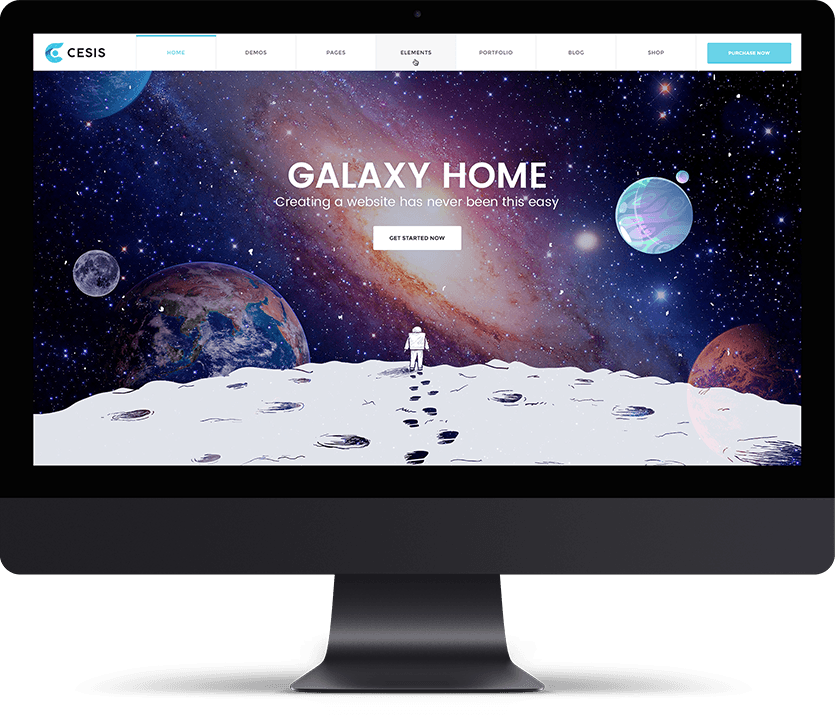 CESIS
HOME
DEMOS
PAGES
ELEMENTS
PORTFOLIO
BLOG
SHOP
PURCHASE NOW
GALAXY HOME
Creating a website has never been this easy
GET STARTED NOW